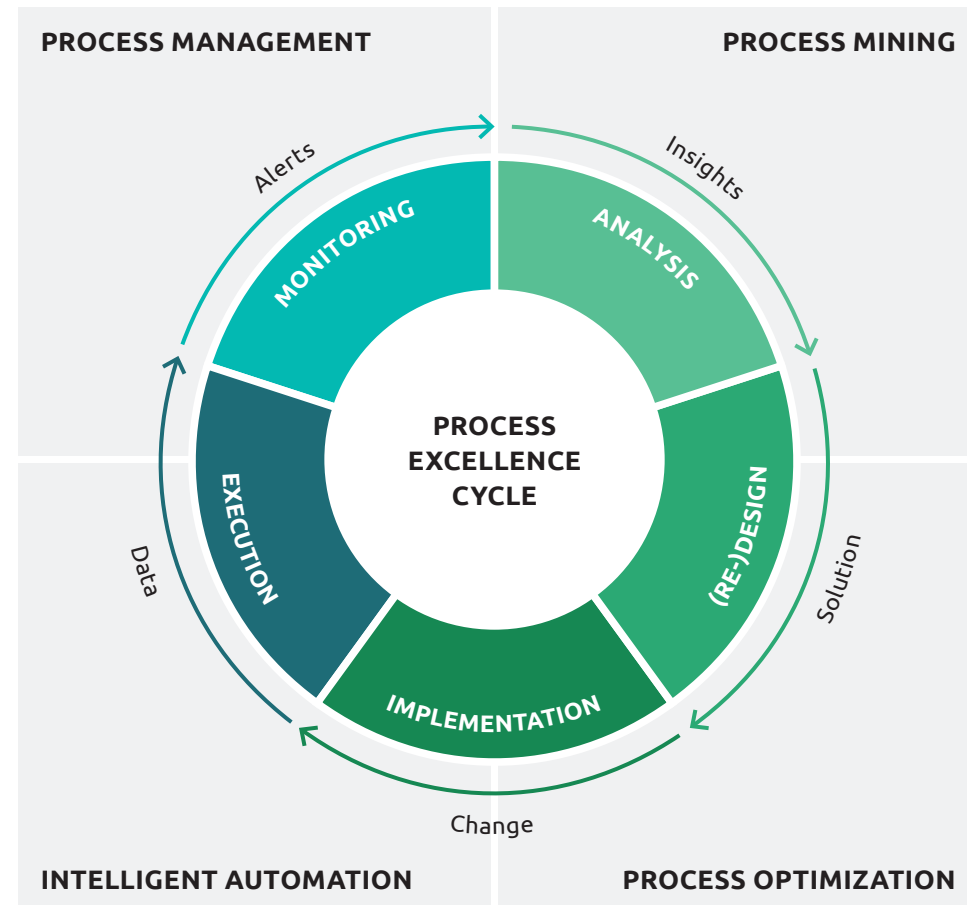 PROCESS MANAGEMENT
PROCESS MINING
Alerts
Insights
MONITORING
ANALYSIS
PROCESS
EXCELLENCE
CYCLE
EXECUTION
(RE-)DESIGN
Data
Solution
IMPLEMENTATION
Change
INTELLIGENT AUTOMATION
PROCESS OPTIMIZATION